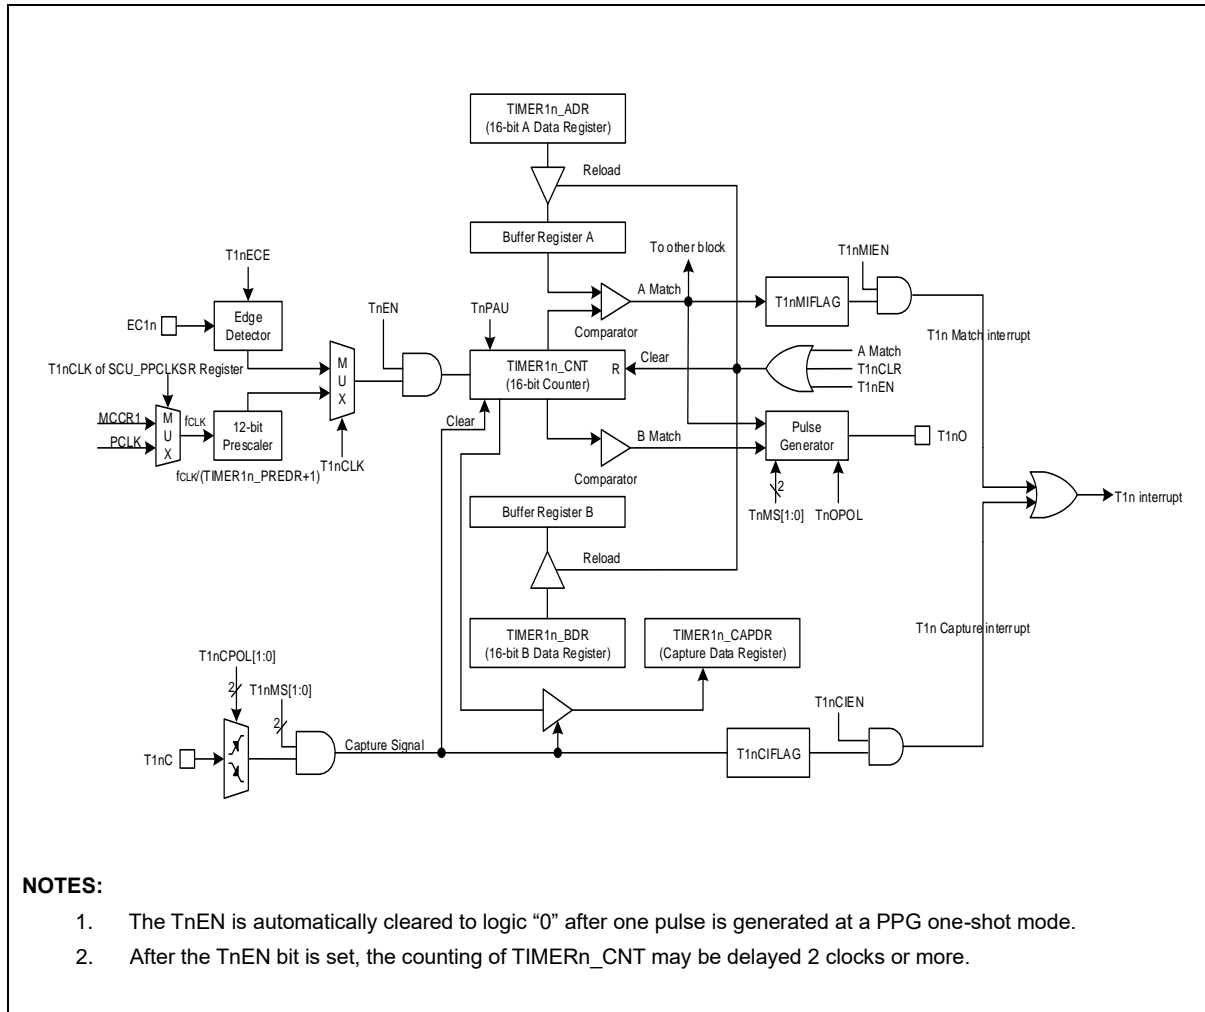 TIMER1n_ADR
(16-bit A Data Register)
Reload
Buffer Register A
To other block
T1nMIEN
T1nECE
A Match
T1nMIFLAG
EC1n
Edge
Detector
TnEN
TnPAU
Comparator
T1n Match interrupt
T1nCLK of SCU_PPCLKSR Register
M
U
X
TIMER1n_CNT
(16-bit Counter)
R
Clear
A Match
T1nCLR
T1nEN
MCCR1
PCLK
M
U
X
fCLK
12-bit
Prescaler
T1nCLK
fCLK/(TIMER1n_PREDR+1)
Clear
B Match
Pulse
Generator
T1nO
Comparator
2
TnMS[1:0]
TnOPOL
T1n interrupt
Buffer Register B
Reload
TIMER1n_BDR
(16-bit B Data Register)
TIMER1n_CAPDR
(Capture Data Register)
T1n Capture interrupt
T1nCPOL[1:0]
2
T1nMS[1:0]
2
T1nCIEN
T1nC
Capture Signal
T1nCIFLAG
NOTES:
1. The TnEN is automatically cleared to logic “0” after one pulse is generated at a PPG one-shot mode.
2. After the TnEN bit is set, the counting of TIMERn_CNT may be delayed 2 clocks or more.